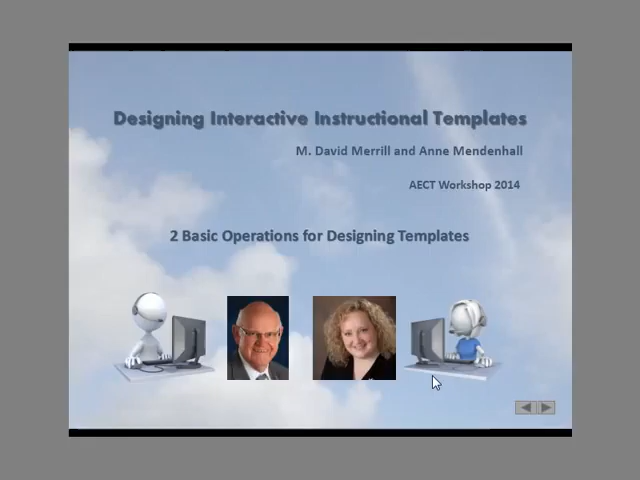 Designing Interactive Instructional Templates
M. David Merrill and Anne Mendenhall
AECT Workshop 2014
2 Basic Operations for Designing Templates